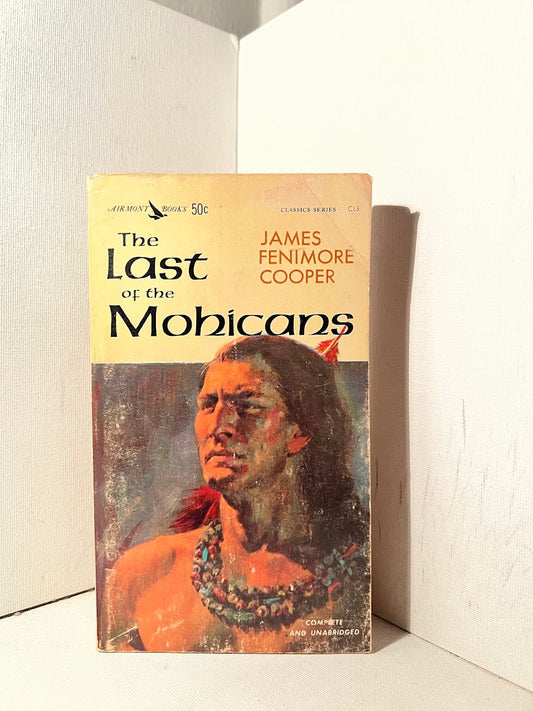 AIRMONT BOOKS 50c CLASSICS SERIES CL5
The
Last
of the
Mohicans
JAMES
FENIMORE
COOPER
COMPLETE
AND UNABRIDGED